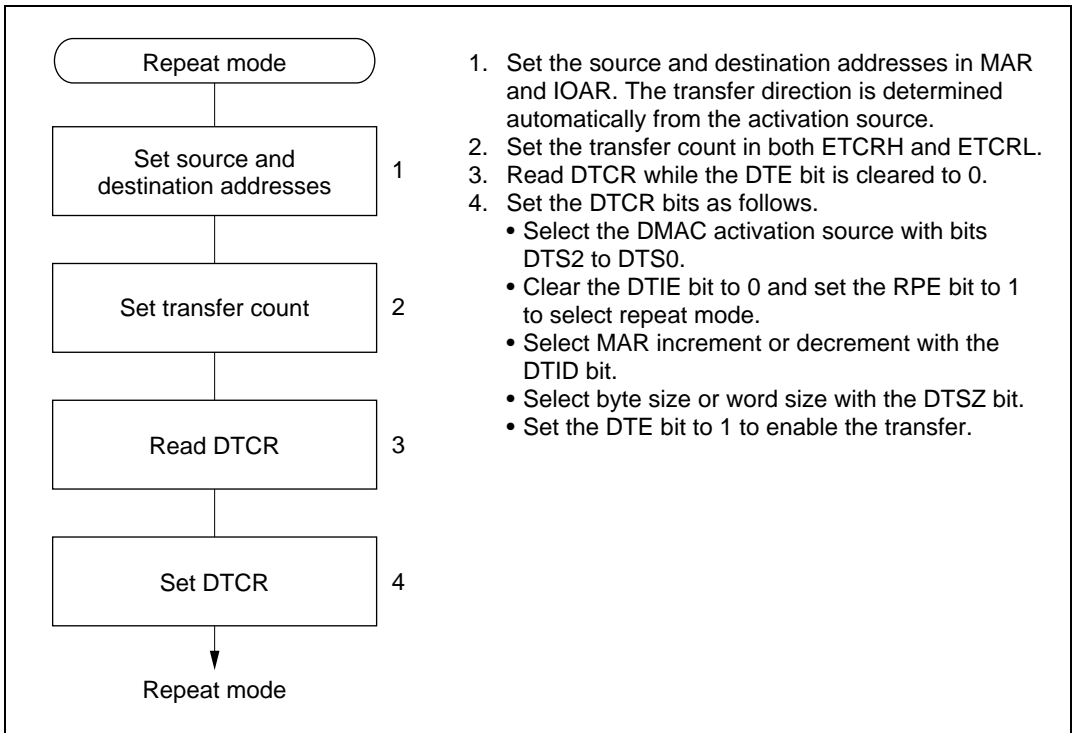 Repeat mode
Set source and
destination addresses
1
Set transfer count
2
Read DTCR
3
Set DTCR
4
Repeat mode
1. Set the source and destination addresses in MAR
and IOAR. The transfer direction is determined
automatically from the activation source.
2. Set the transfer count in both ETCRH and ETCRL.
3. Read DTCR while the DTE bit is cleared to 0.
4. Set the DTCR bits as follows.
• Select the DMAC activation source with bits
DTS2 to DTS0.
• Clear the DTIE bit to 0 and set the RPE bit to 1
to select repeat mode.
• Select MAR increment or decrement with the
DTID bit.
• Select byte size or word size with the DTSZ bit.
• Set the DTE bit to 1 to enable the transfer.